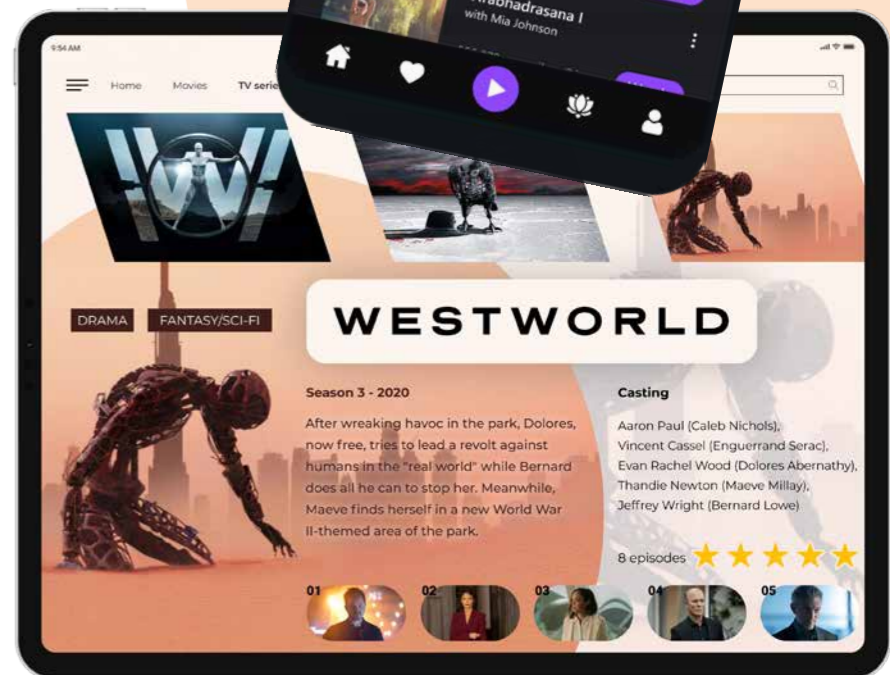 with Mia Johnson
9:54 AM
Home Movies TV serie
DRAMA FANTASY/SCI-FI
WESTWORLD
Season 3 - 2020
After wreaking havoc in the park, Dolores,
now free, tries to lead a revolt against
humans in the "real world" while Bernard
does all he can to stop her. Meanwhile,
Maeve finds herself in a new World War
II-themed area of the park.
Casting
Aaron Paul (Caleb Nichols),
Vincent Cassel (Enguerrand Serac),
Evan Rachel Wood (Dolores Abernathy),
Thandie Newton (Maeve Millay),
Jeffrey Wright (Bernard Lowe)
8 episodes
01 02 03 04 05